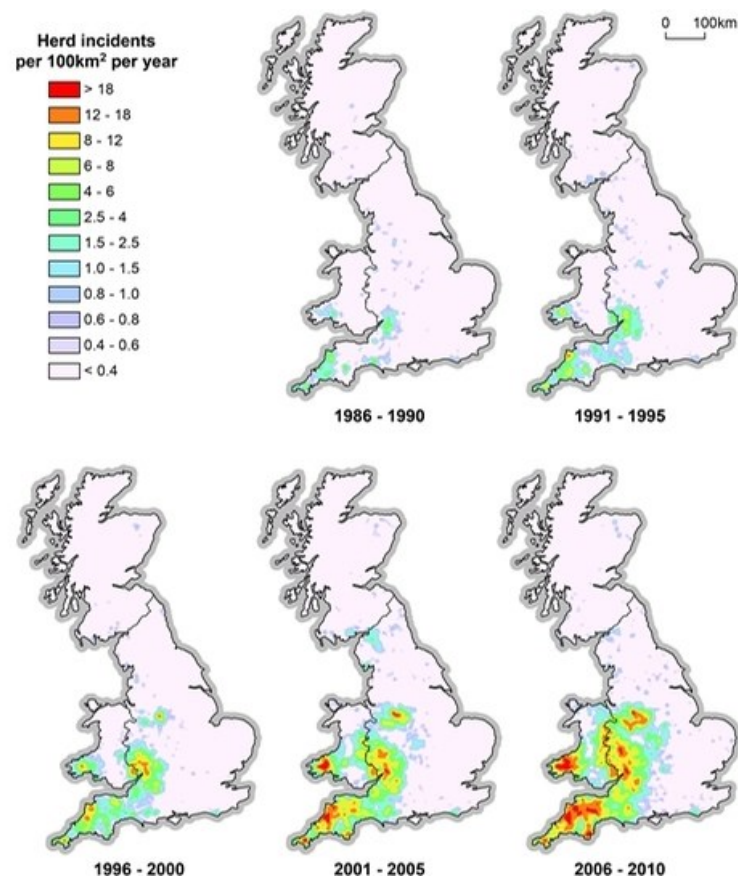 Herd incidents
per 100km² per year
> 18
12 - 18
8 - 12
6 - 8
4 - 6
2.5 - 4
1.5 - 2.5
1.0 - 1.5
0.8 - 1.0
0.6 - 0.8
0.4 - 0.6
< 0.4
0 100km
1986 - 1990
1991 - 1995
1996 - 2000
2001 - 2005
2006 - 2010